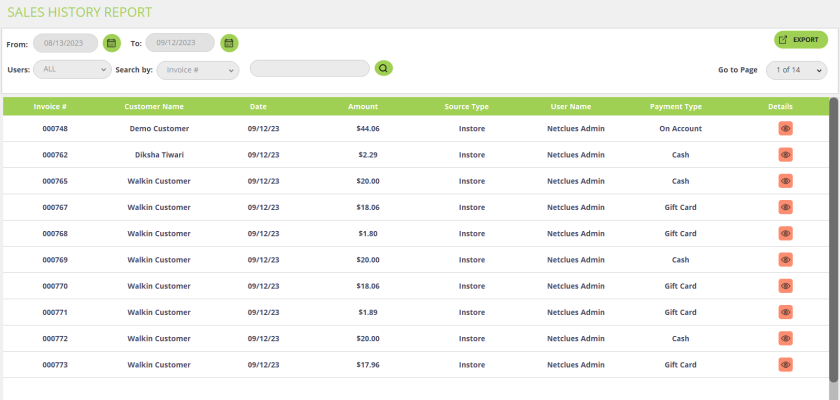 SALES HISTORY REPORT
From: 08/13/2023 To: 09/12/2023 EXPORT
Users: ALL Search by: Invoice # Go to Page 1 of 14
Invoice # Customer Name Date Amount Source Type User Name Payment Type Details
000748 Demo Customer 09/12/23 $44.06 Instore Netclues Admin On Account
000762 Diksha Tiwari 09/12/23 $2.29 Instore Netclues Admin Cash
000765 Walkin Customer 09/12/23 $20.00 Instore Netclues Admin Cash
000767 Walkin Customer 09/12/23 $18.06 Instore Netclues Admin Gift Card
000768 Walkin Customer 09/12/23 $1.80 Instore Netclues Admin Gift Card
000769 Walkin Customer 09/12/23 $20.00 Instore Netclues Admin Cash
000770 Walkin Customer 09/12/23 $18.06 Instore Netclues Admin Gift Card
000771 Walkin Customer 09/12/23 $1.89 Instore Netclues Admin Gift Card
000772 Walkin Customer 09/12/23 $20.00 Instore Netclues Admin Cash
000773 Walkin Customer 09/12/23 $17.96 Instore Netclues Admin Gift Card